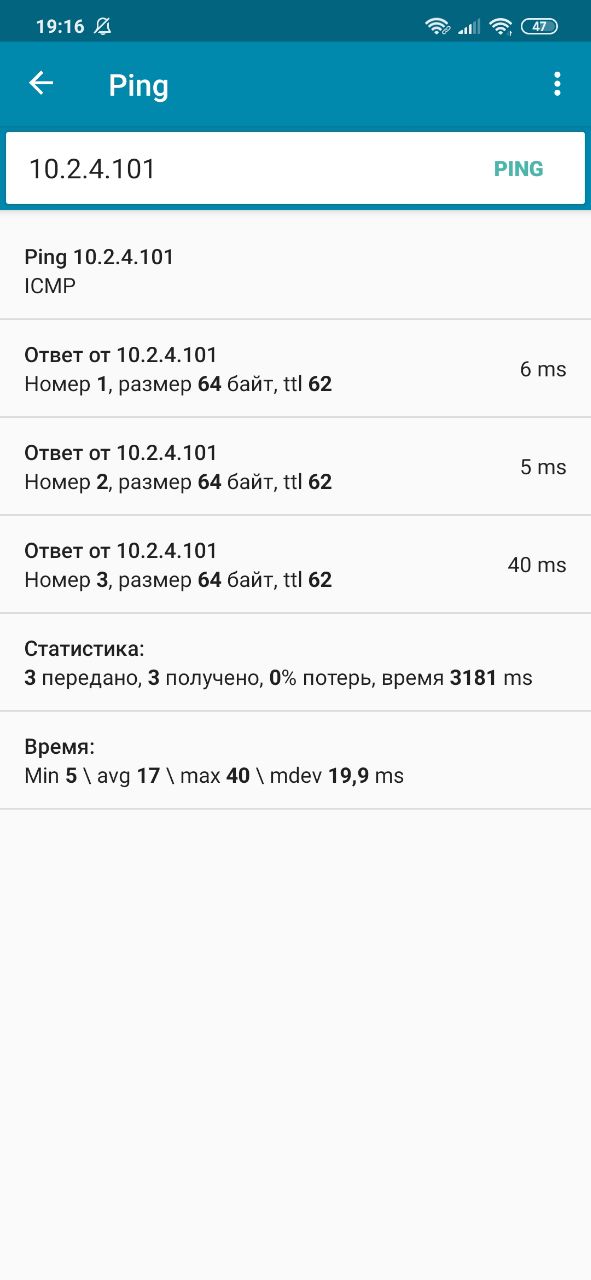 19:16 47
Ping
10.2.4.101 PING
Ping 10.2.4.101
ICMP
Ответ от 10.2.4.101
Номер 1, размер 64 байт, ttl 62
6 ms
Ответ от 10.2.4.101
Номер 2, размер 64 байт, ttl 62
5 ms
Ответ от 10.2.4.101
Номер 3, размер 64 байт, ttl 62
40 ms
Статистика:
3 передано, 3 получено, 0% потерь, время 3181 ms
Время:
Min 5 \ avg 17 \ max 40 \ mdev 19,9 ms